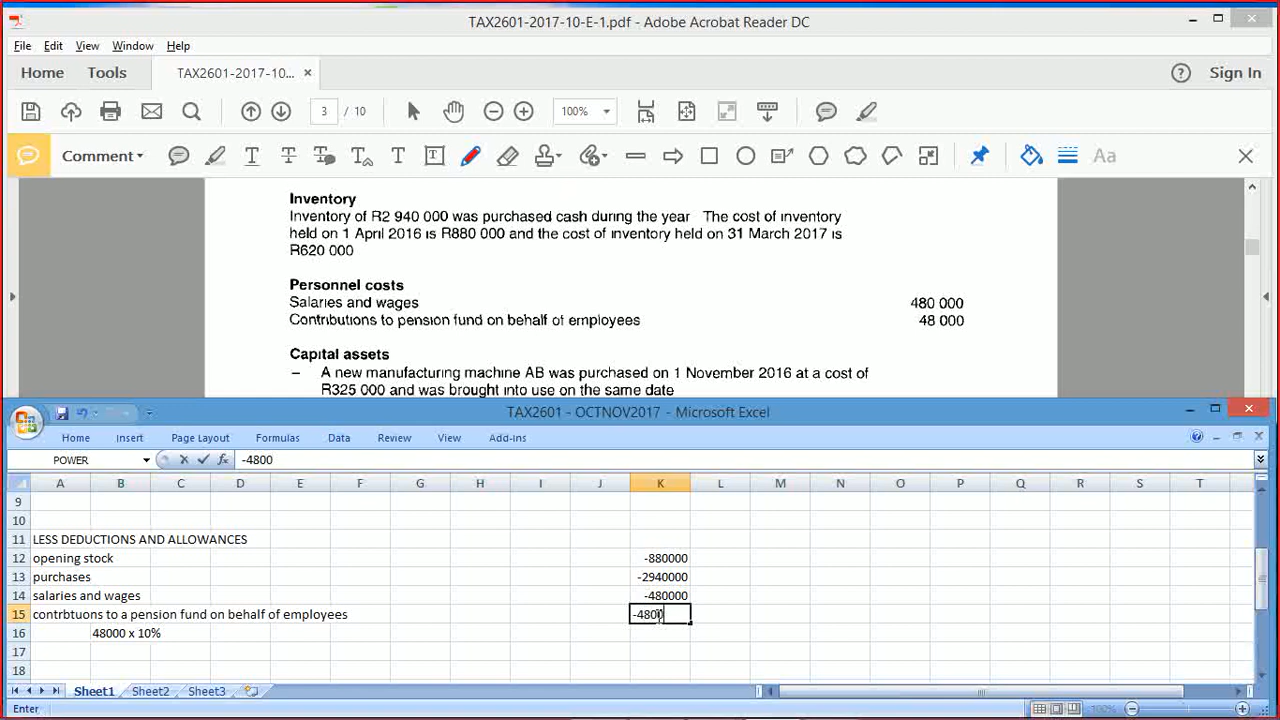 TAX2601-2017-10-E-1.pdf - Adobe Acrobat Reader DC
File Edit View Window Help
Home Tools TAX2601-2017-10... × ? Sign In
3 / 10 100%
Comment Aa
Inventory
Inventory of R2 940 000 was purchased cash during the year The cost of inventory
held on 1 April 2016 is R880 000 and the cost of inventory held on 31 March 2017 is
R620 000
Personnel costs
Salaries and wages 480 000
Contributions to pension fund on behalf of employees 48 000
Capital assets
– A new manufacturing machine AB was purchased on 1 November 2016 at a cost of
R325 000 and was brought into use on the same date
TAX2601 - OCTNOV2017 - Microsoft Excel
Home Insert Page Layout Formulas Data Review View Add-Ins
POWER fx -4800
A B C D E F G H I J K L M N O P Q R S T
9
10
11 LESS DEDUCTIONS AND ALLOWANCES
12 opening stock -880000
13 purchases -2940000
14 salaries and wages -480000
15 contrbtuons to a pension fund on behalf of employees -4800
16 48000 x 10%
17
18
Sheet1 Sheet2 Sheet3
Enter 100%